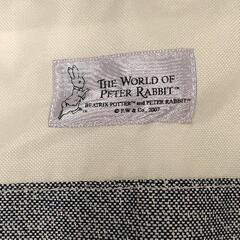 THE WORLD OF
PETER RABBIT™
BEATRIX POTTER™ and PETER RABBIT™
© F.W & Co., 2007